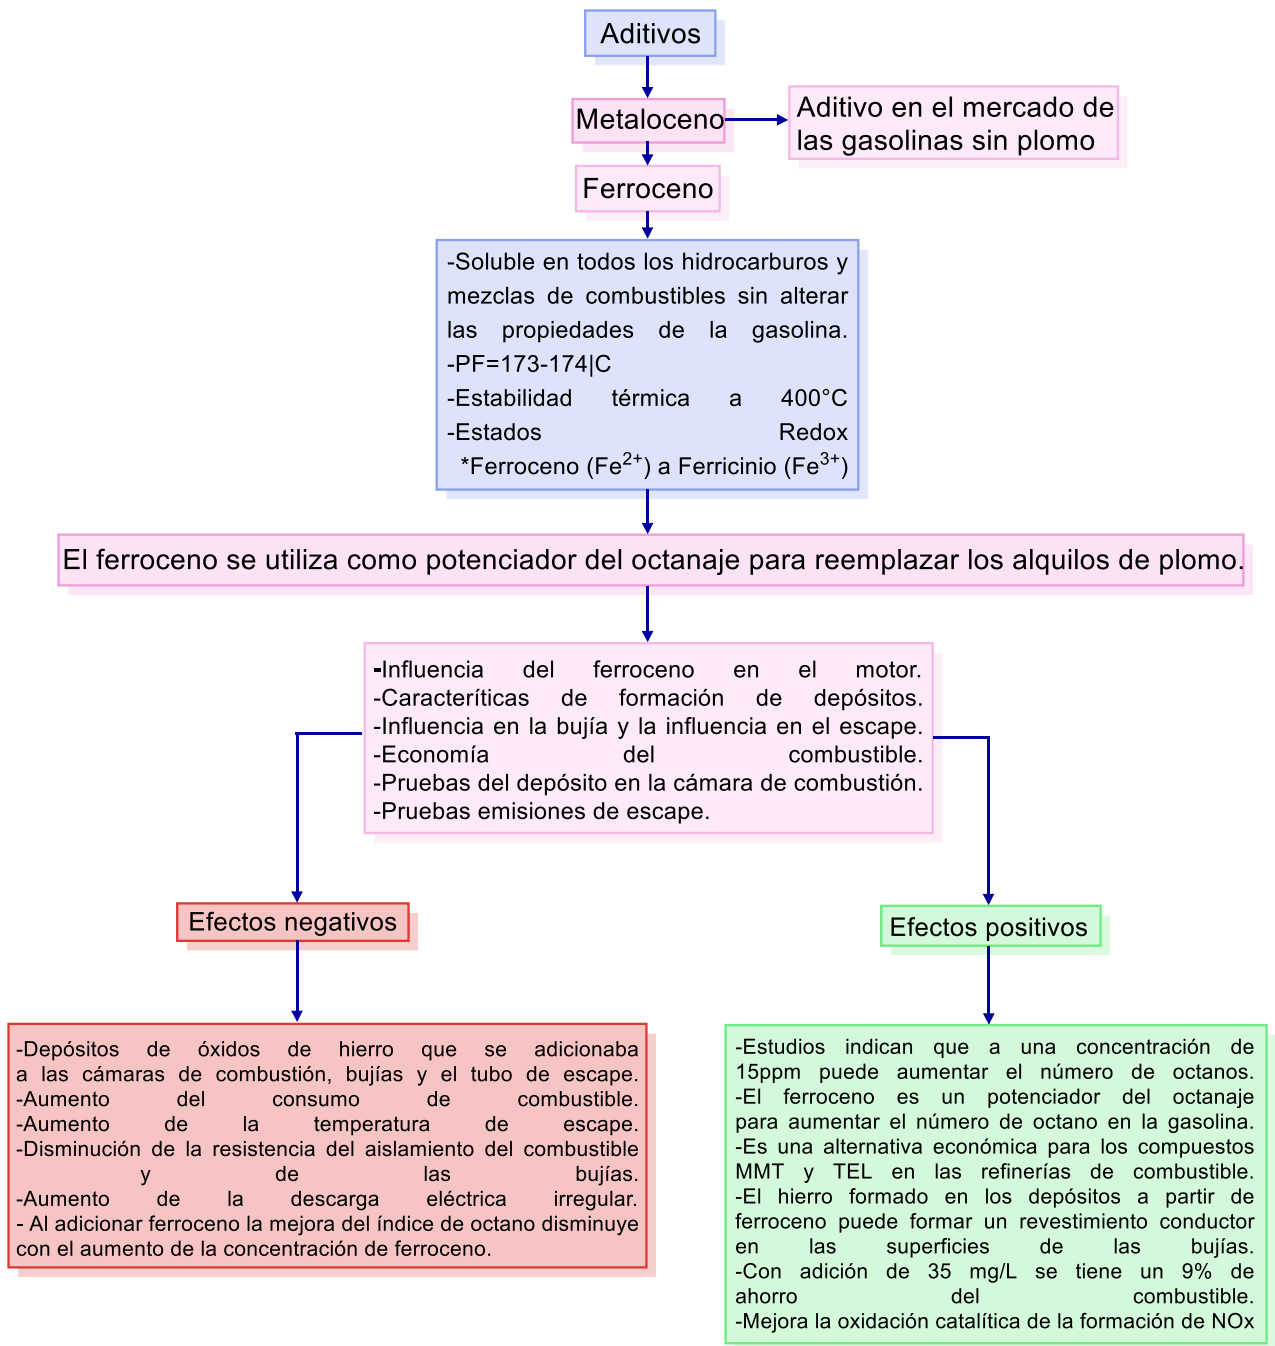 Aditivos
Metaloceno
Aditivo en el mercado de
las gasolinas sin plomo
Ferroceno
-Soluble en todos los hidrocarburos y
mezclas de combustibles sin alterar
las propiedades de la gasolina.
-PF=173-174|C
-Estabilidad térmica a 400°C
-Estados Redox
*Ferroceno (Fe²⁺) a Ferricinio (Fe³⁺)
El ferroceno se utiliza como potenciador del octanaje para reemplazar los alquilos de plomo.
-Influencia del ferroceno en el motor.
-Caracteríticas de formación de depósitos.
-Influencia en la bujía y la influencia en el escape.
-Economía del combustible.
-Pruebas del depósito en la cámara de combustión.
-Pruebas emisiones de escape.
Efectos negativos
Efectos positivos
-Depósitos de óxidos de hierro que se adicionaba
a las cámaras de combustión, bujías y el tubo de escape.
-Aumento del consumo de combustible.
-Aumento de la temperatura de escape.
-Disminución de la resistencia del aislamiento del combustible
y de las bujías.
-Aumento de la descarga eléctrica irregular.
- Al adicionar ferroceno la mejora del índice de octano disminuye
con el aumento de la concentración de ferroceno.
-Estudios indican que a una concentración de
15ppm puede aumentar el número de octanos.
-El ferroceno es un potenciador del octanaje
para aumentar el número de octano en la gasolina.
-Es una alternativa económica para los compuestos
MMT y TEL en las refinerías de combustible.
-El hierro formado en los depósitos a partir de
ferroceno puede formar un revestimiento conductor
en las superficies de las bujías.
-Con adición de 35 mg/L se tiene un 9% de
ahorro del combustible.
-Mejora la oxidación catalítica de la formación de NOx